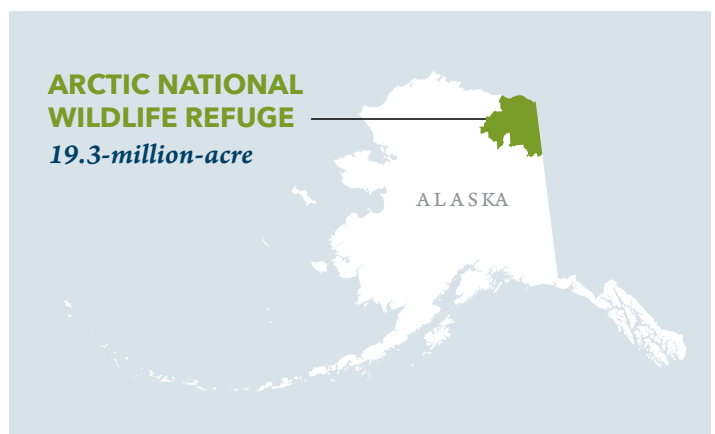 ARCTIC NATIONAL
WILDLIFE REFUGE
19.3-million-acre
ALASKA